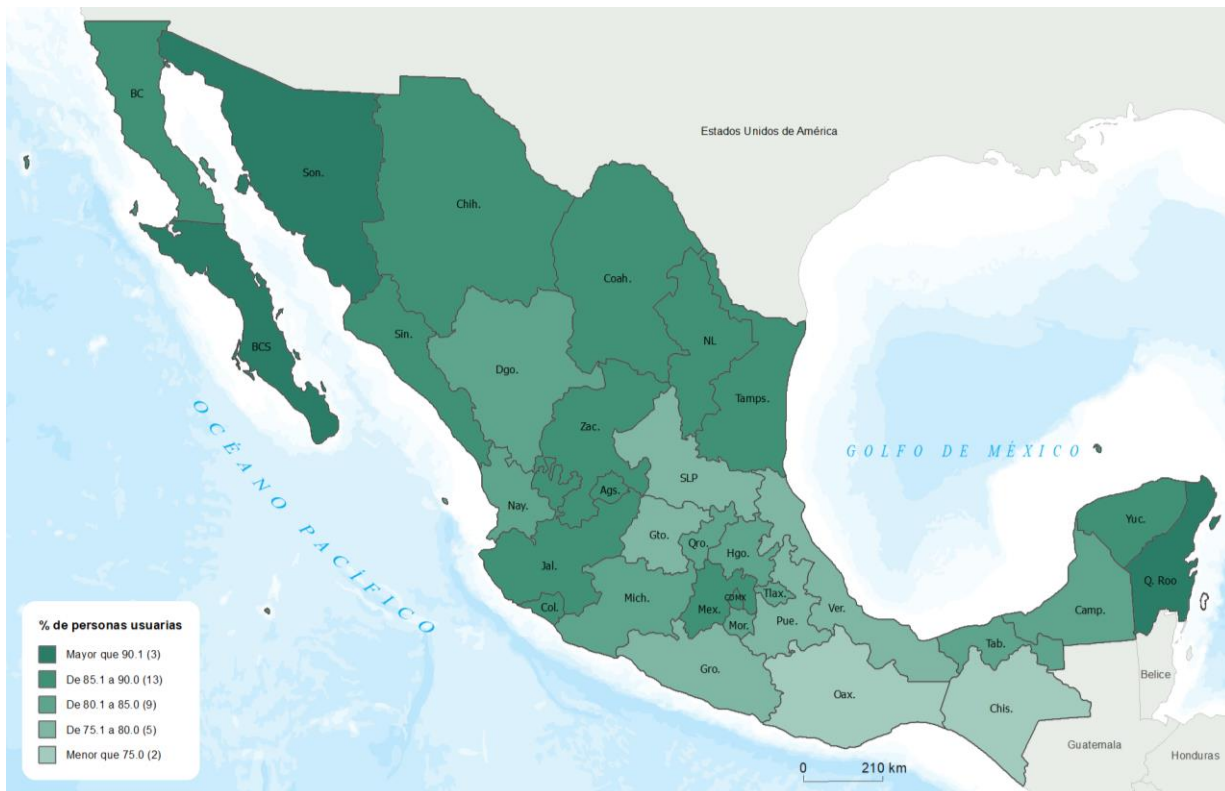 BC
Estados Unidos de América
Son.
Chih.
Coah.
Sin.
NL
BCS
Dgo.
Tamps.
Zac.
OCÉANO PACÍFICO
GOLFO DE MÉXICO
SLP
Ags.
Nay.
Yuc.
Gto.
Qro.
Hgo.
Jal.
Q. Roo
Col.
Mich.
CDMX
Tlax.
Mex.
Ver.
Camp.
Mor.
Pue.
Tab.
Gro.
Belice
Oax.
Chis.
Guatemala
Honduras
% de personas usuarias
Mayor que 90.1 (3)
De 85.1 a 90.0 (13)
De 80.1 a 85.0 (9)
De 75.1 a 80.0 (5)
Menor que 75.0 (2)
0 210 km